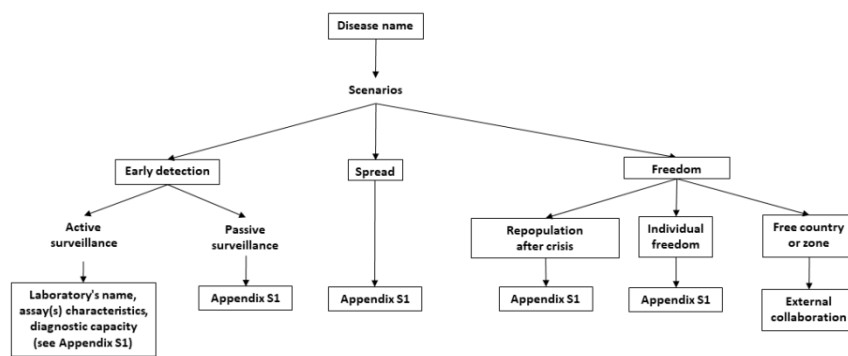 Disease name
Scenarios
Early detection
Spread
Freedom
Active
surveillance
Passive
surveillance
Repopulation
after crisis
Individual
freedom
Free country
or zone
Laboratory's name,
assay(s) characteristics,
diagnostic capacity
(see Appendix S1)
Appendix S1
Appendix S1
Appendix S1
Appendix S1
External
collaboration